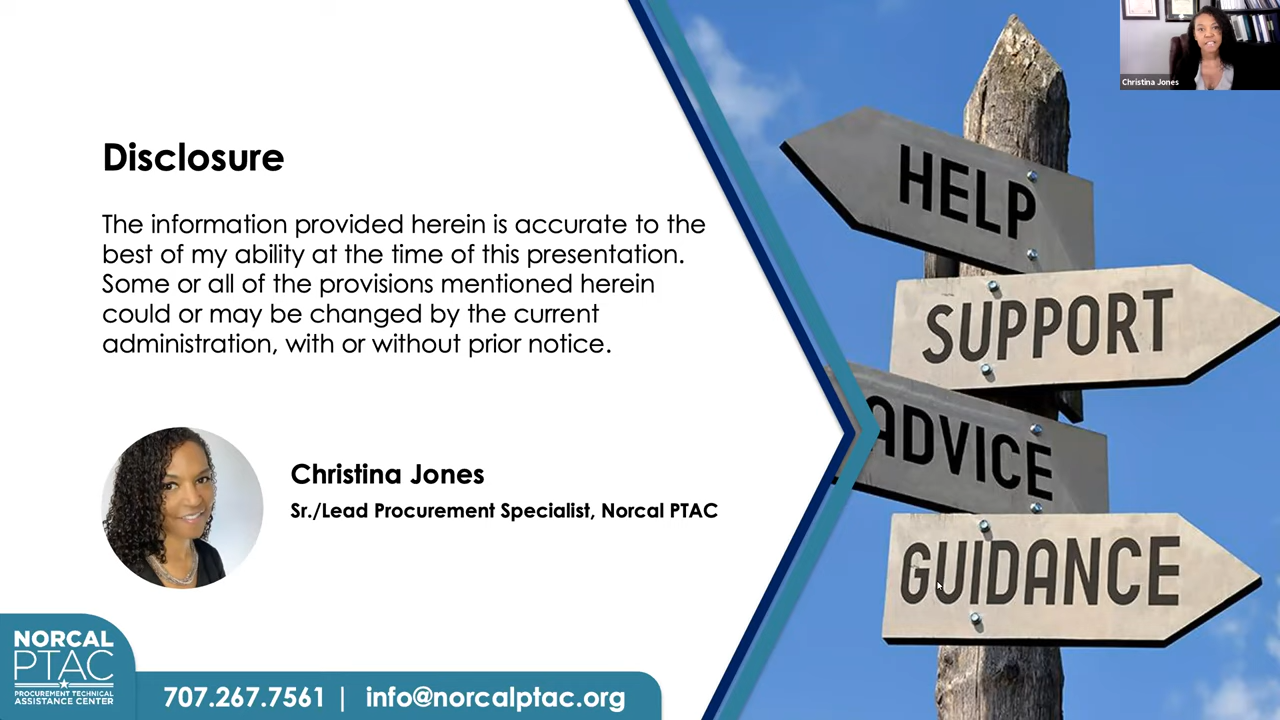 Christina Jones
Disclosure
The information provided herein is accurate to the
best of my ability at the time of this presentation.
Some or all of the provisions mentioned herein
could or may be changed by the current
administration, with or without prior notice.
Christina Jones
Sr./Lead Procurement Specialist, Norcal PTAC
HELP
SUPPORT
ADVICE
GUIDANCE
NORCAL
PTAC
PROCUREMENT TECHNICAL
ASSISTANCE CENTER
707.267.7561 | info@norcalptac.org